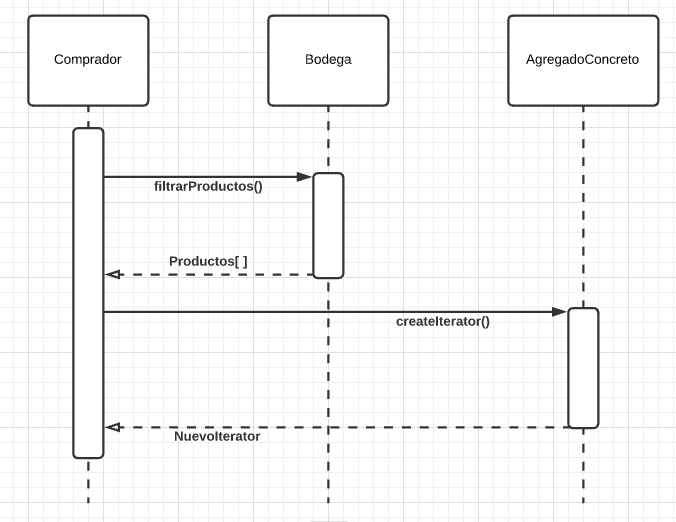 Comprador
Bodega
AgregadoConcreto
filtrarProductos()
Productos[ ]
createIterator()
NuevoIterator